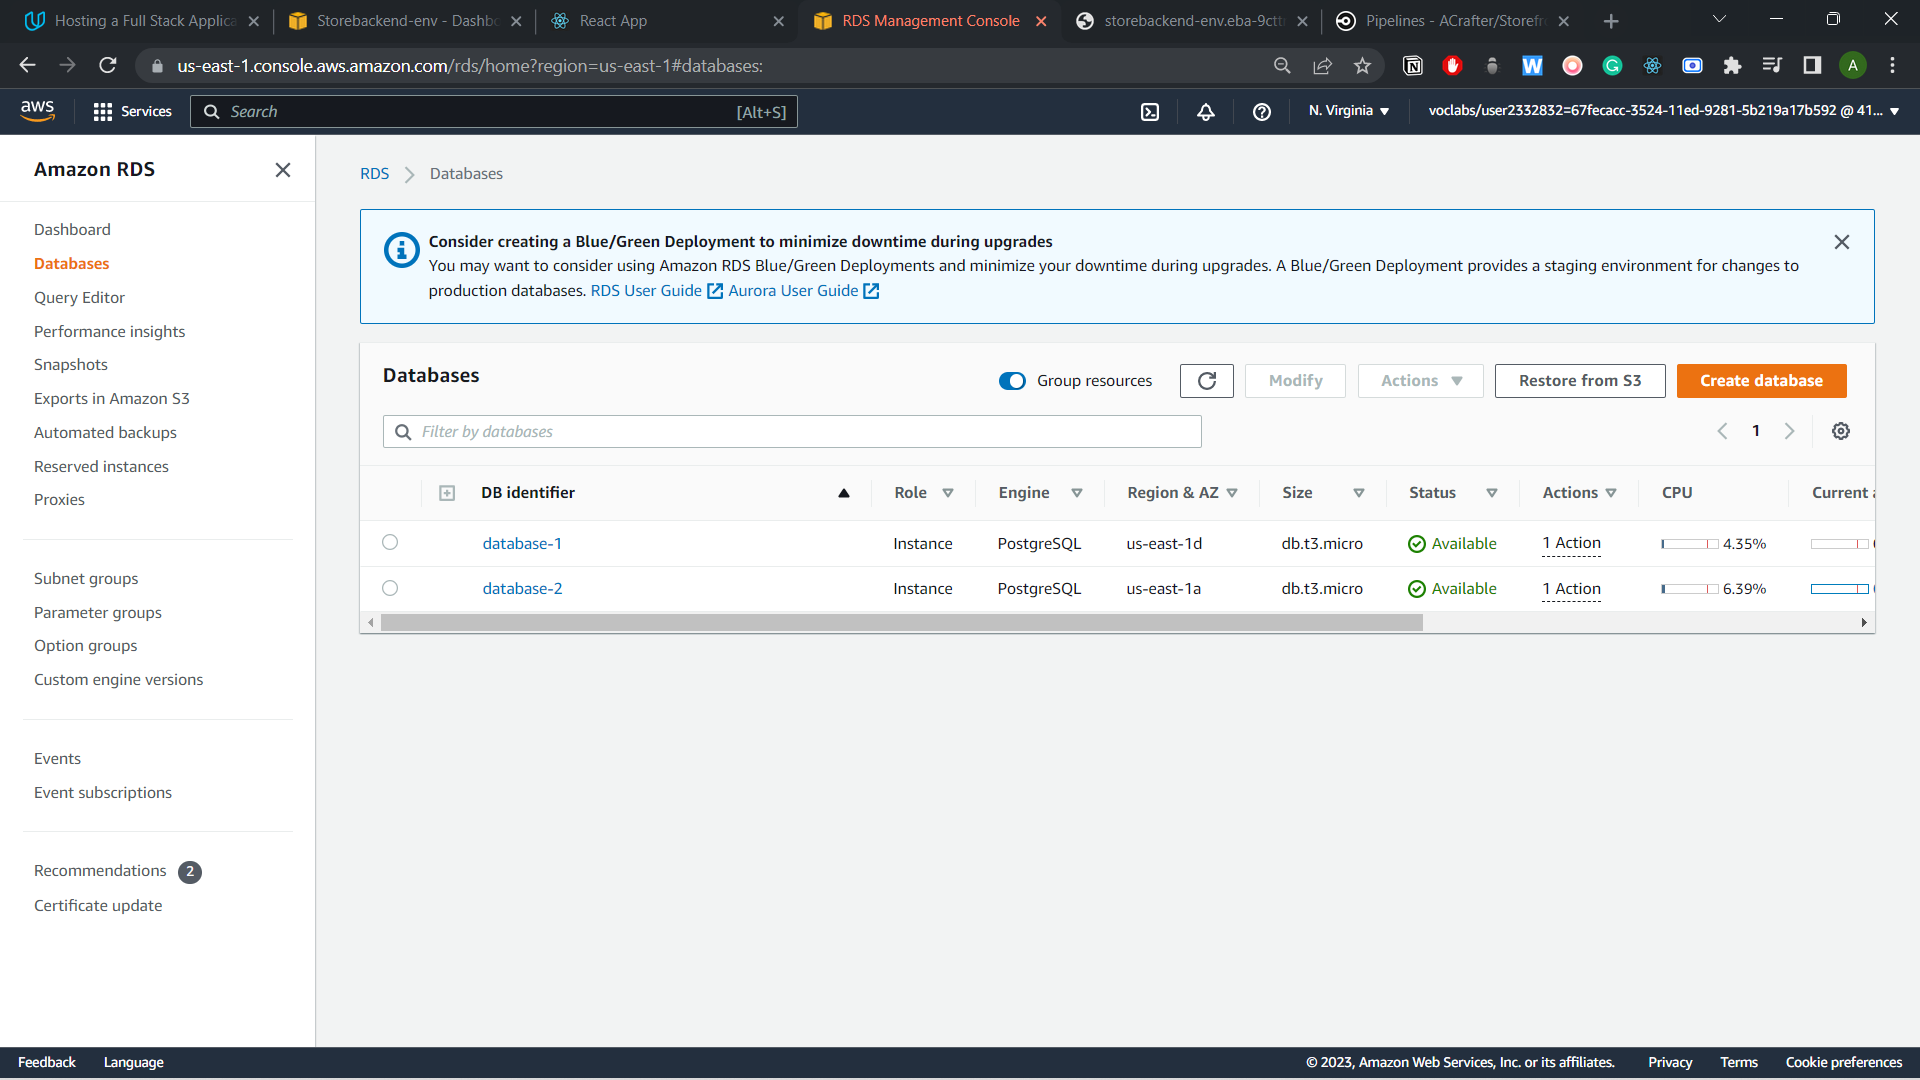 Hosting a Full Stack Applica
Storebackend-env - Dashbo
React App
RDS Management Console
storebackend-env.eba-9cttr
Pipelines - ACrafter/Storefr
us-east-1.console.aws.amazon.com/rds/home?region=us-east-1#databases:
A
aws
Services
Search
[Alt+S]
N. Virginia
voclabs/user2332832=67fecacc-3524-11ed-9281-5b219a17b592 @ 41...
Amazon RDS
Dashboard
Databases
Query Editor
Performance insights
Snapshots
Exports in Amazon S3
Automated backups
Reserved instances
Proxies
Subnet groups
Parameter groups
Option groups
Custom engine versions
Events
Event subscriptions
Recommendations 2
Certificate update
RDS > Databases
Consider creating a Blue/Green Deployment to minimize downtime during upgrades
You may want to consider using Amazon RDS Blue/Green Deployments and minimize your downtime during upgrades. A Blue/Green Deployment provides a staging environment for changes to
production databases. RDS User Guide Aurora User Guide
Databases
Group resources
Modify
Actions
Restore from S3
Create database
Filter by databases
1
DB identifier Role Engine Region & AZ Size Status Actions CPU Current a
database-1 Instance PostgreSQL us-east-1d db.t3.micro Available 1 Action 4.35%
database-2 Instance PostgreSQL us-east-1a db.t3.micro Available 1 Action 6.39%
Feedback
Language
© 2023, Amazon Web Services, Inc. or its affiliates.
Privacy
Terms
Cookie preferences